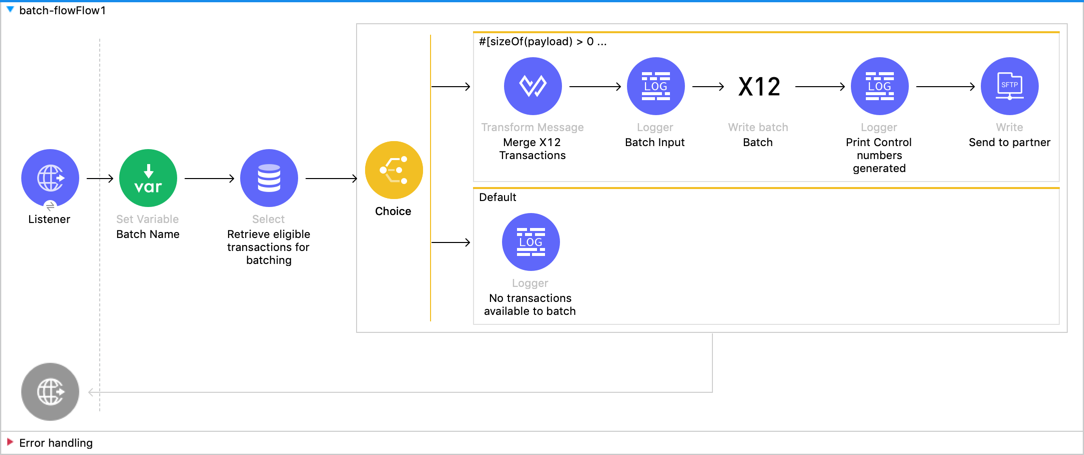 batch-flowFlow1
Listener
Set Variable
Batch Name
Select
Retrieve eligible
transactions for
batching
Choice
#[sizeOf(payload) > 0 ...
Transform Message
Merge X12
Transactions
LOG
Logger
Batch Input
X12
Write batch
Batch
LOG
Logger
Print Control
numbers
generated
SFTP
Write
Send to partner
Default
LOG
Logger
No transactions
available to batch
var
Error handling